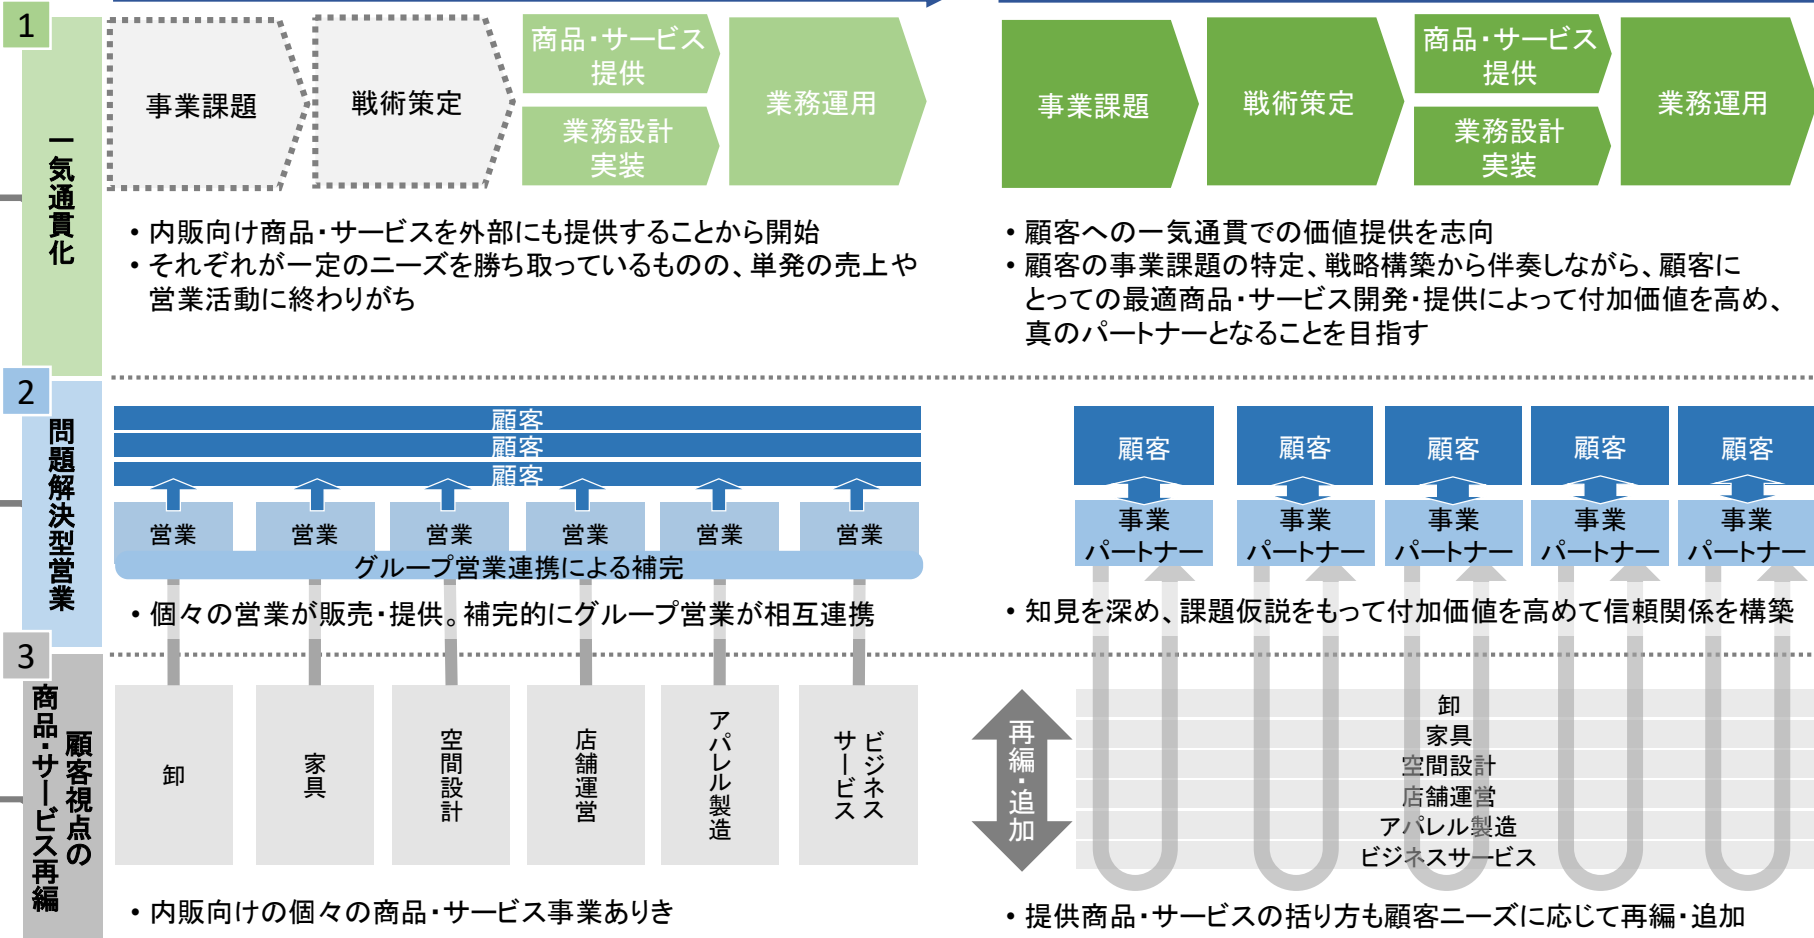 1
一気通貫化
事業課題
戦術策定
商品・サービス
提供
業務設計
実装
業務運用
事業課題
戦術策定
商品・サービス
提供
業務設計
実装
業務運用
• 内販向け商品・サービスを外部にも提供することから開始
• それぞれが一定のニーズを勝ち取っているものの、単発の売上や
営業活動に終わりがち
• 顧客への一気通貫での価値提供を志向
• 顧客の事業課題の特定、戦略構築から伴奏しながら、顧客に
とっての最適商品・サービス開発・提供によって付加価値を高め、
真のパートナーとなることを目指す
2
問題解決型営業
顧客
顧客
顧客
営業
営業
営業
営業
営業
営業
グループ営業連携による補完
• 個々の営業が販売・提供。補完的にグループ営業が相互連携
顧客
顧客
顧客
顧客
顧客
事業
パートナー
事業
パートナー
事業
パートナー
事業
パートナー
事業
パートナー
• 知見を深め、課題仮説をもって付加価値を高めて信頼関係を構築
3
顧客視点の
商品・サービス再編
卸
家具
空間設計
店舗運営
アパレル製造
ビジネス
サービス
• 内販向けの個々の商品・サービス事業ありき
再編・追加
卸
家具
空間設計
店舗運営
アパレル製造
ビジネスサービス
• 提供商品・サービスの括り方も顧客ニーズに応じて再編・追加